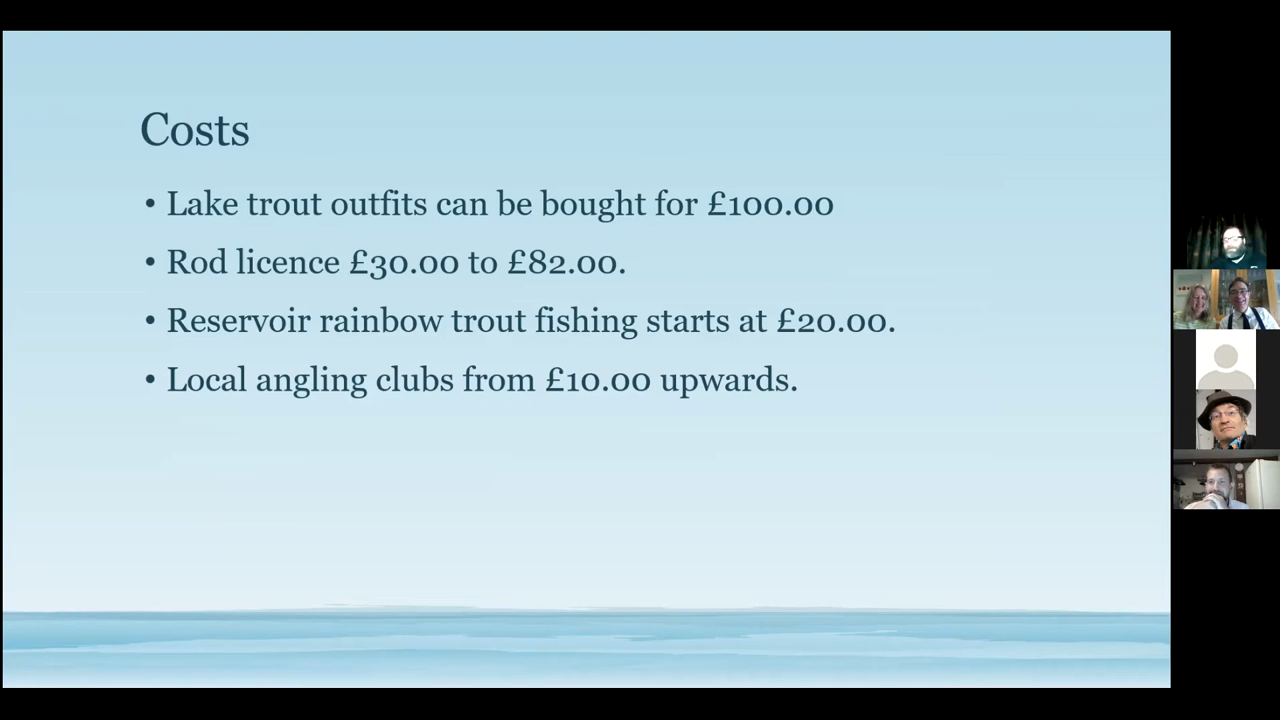 Costs
• Lake trout outfits can be bought for £100.00
• Rod licence £30.00 to £82.00.
• Reservoir rainbow trout fishing starts at £20.00.
• Local angling clubs from £10.00 upwards.